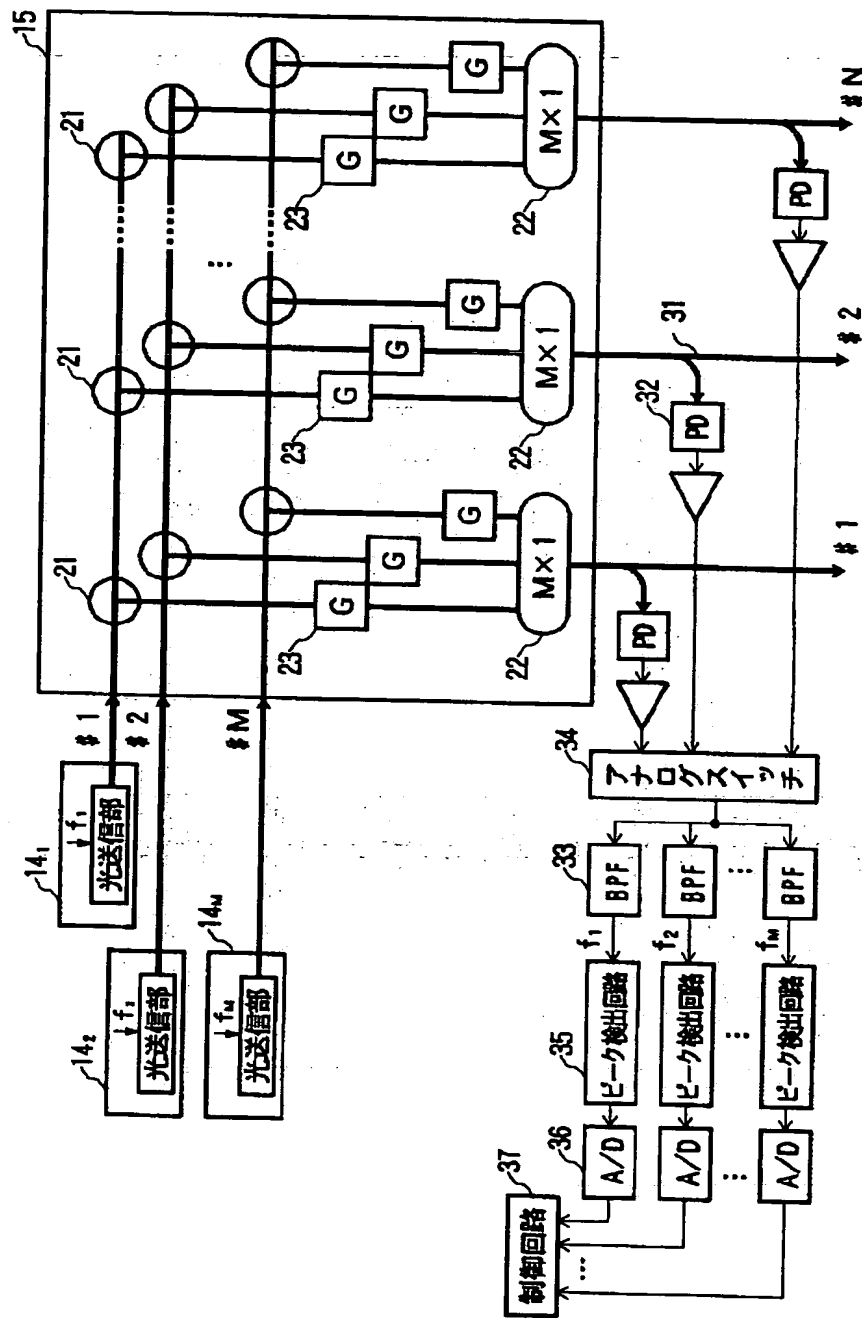 14₁
f₁
光送信部
14₂
f₂
光送信部
14M
fM
光送信部
#1
#2
#M
15
21
21
21
⋮
G
G
G
23
G
G
G
23
G
G
G
23
M×1
22
M×1
22
M×1
22
31
32
PD
PD
PD
#1
#2
#N
34
アナログスイッチ
33
BPF
BPF
⋮
BPF
f₁
f₂
fM
35
ピーク検出回路
ピーク検出回路
⋮
ピーク検出回路
36
A/D
A/D
⋮
A/D
37
制御回路
⋯